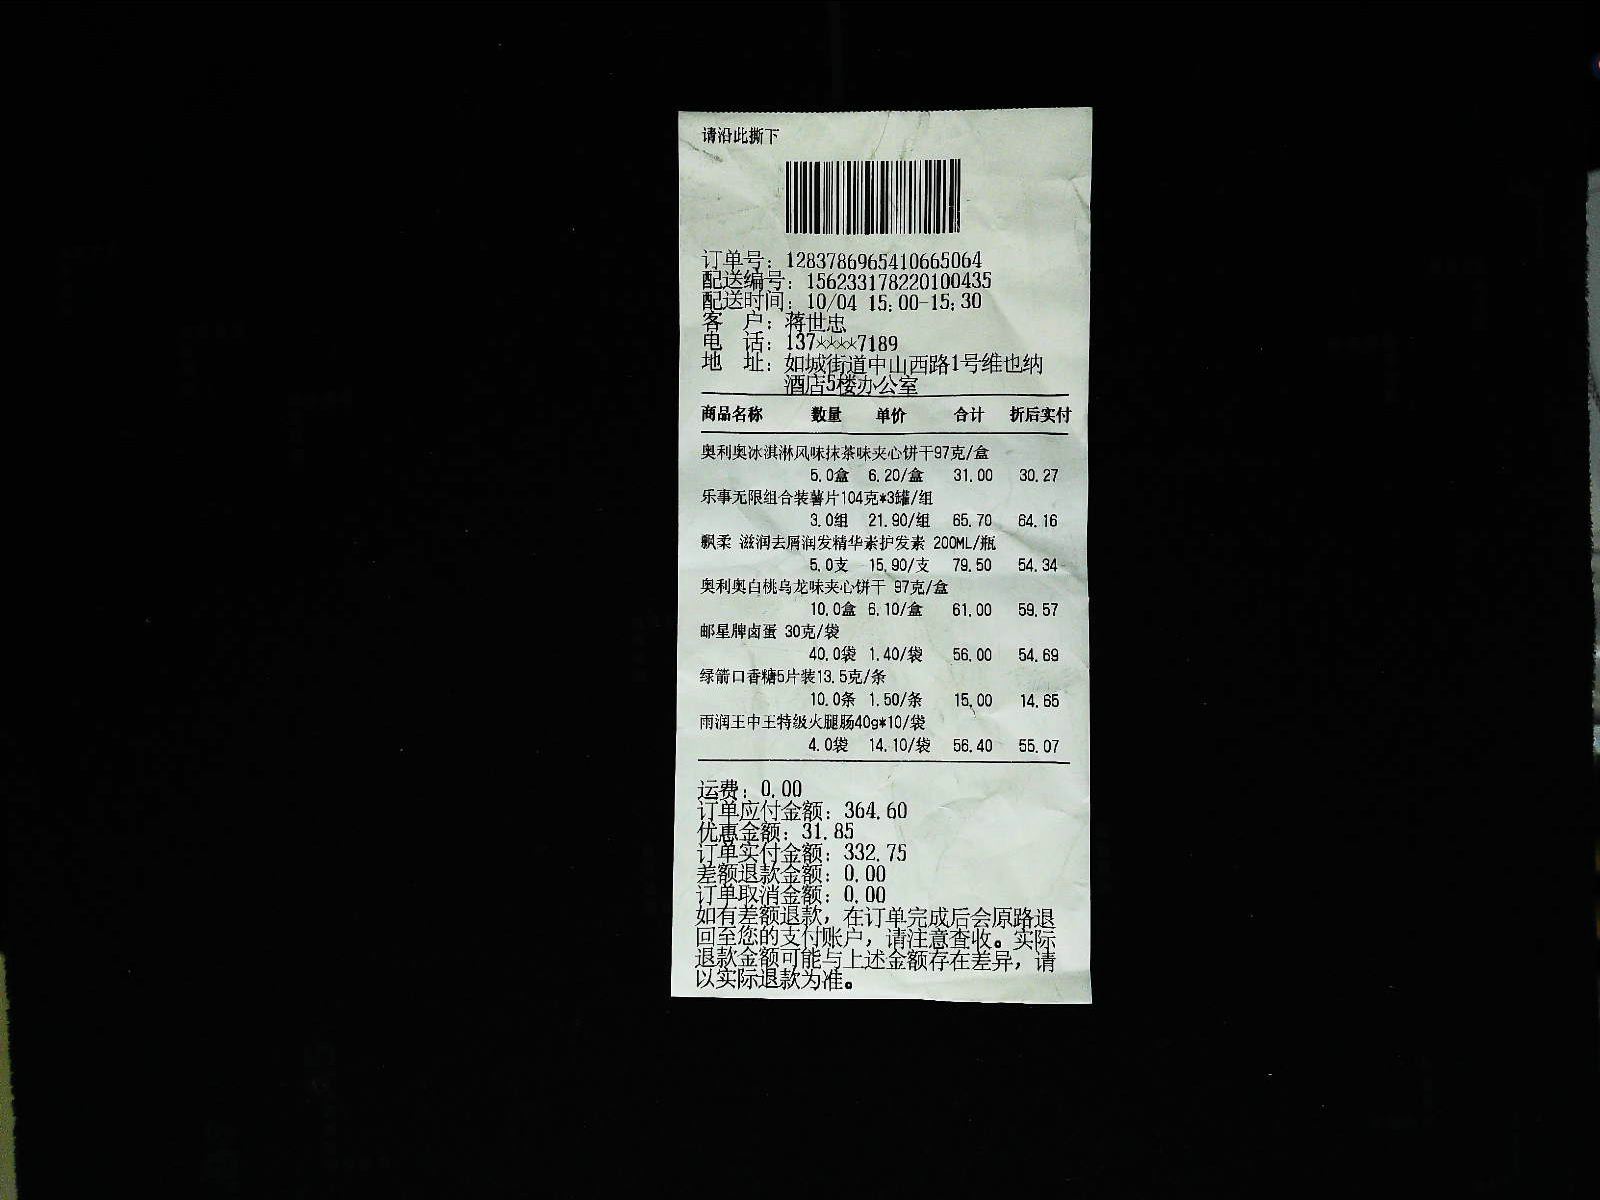 请沿此撕下
订单号：1283786965410665064
配送编号：156233178220100435
配送时间：10/04 15:00-15:30
客　户：蒋世忠
电　话：137****7189
地　址：如城街道中山西路1号维也纳
酒店5楼办公室
商品名称 数量 单价 合计 折后实付
奥利奥冰淇淋风味抹茶味夹心饼干97克/盒
5.0盒 6.20/盒 31.00 30.27
乐事无限组合装薯片104克*3罐/组
3.0组 21.90/组 65.70 64.16
飘柔 滋润去屑润发精华素护发素 200ML/瓶
5.0支 15.90/支 79.50 54.34
奥利奥白桃乌龙味夹心饼干 97克/盒
10.0盒 6.10/盒 61.00 59.57
邮星牌卤蛋 30克/袋
40.0袋 1.40/袋 56.00 54.69
绿箭口香糖5片装13.5克/条
10.0条 1.50/条 15.00 14.65
雨润王中王特级火腿肠40g*10/袋
4.0袋 14.10/袋 56.40 55.07
运费：0.00
订单应付金额：364.60
优惠金额：31.85
订单实付金额：332.75
差额退款金额：0.00
订单取消金额：0.00
如有差额退款，在订单完成后会原路退
回至您的支付账户，请注意查收。实际
退款金额可能与上述金额存在差异，请
以实际退款为准。